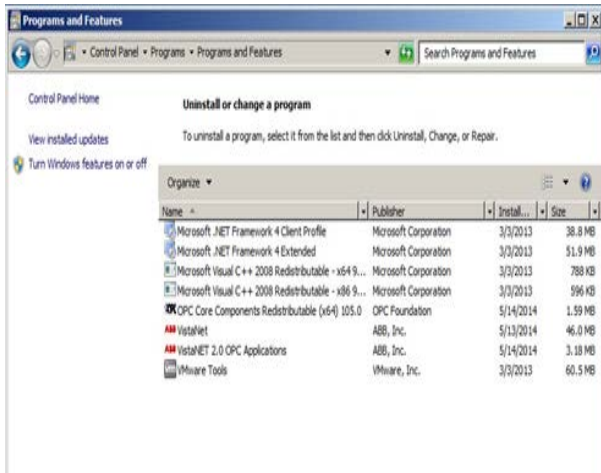 Programs and Features
Control Panel • Programs • Programs and Features
Search Programs and Features
Control Panel Home
View installed updates
Turn Windows features on or off
Uninstall or change a program
To uninstall a program, select it from the list and then click Uninstall, Change, or Repair.
Organize
Name Publisher Install... Size
Microsoft .NET Framework 4 Client Profile Microsoft Corporation 3/3/2013 38.8 MB
Microsoft .NET Framework 4 Extended Microsoft Corporation 3/3/2013 51.9 MB
Microsoft Visual C++ 2008 Redistributable - x64 9... Microsoft Corporation 3/3/2013 788 KB
Microsoft Visual C++ 2008 Redistributable - x86 9... Microsoft Corporation 3/3/2013 596 KB
OPC Core Components Redistributable (x64) 105.0 OPC Foundation 5/14/2014 1.59 MB
ABB VistaNet ABB, Inc. 5/13/2014 46.0 MB
ABB VistaNET 2.0 OPC Applications ABB, Inc. 5/14/2014 3.18 MB
VMware Tools VMware, Inc. 3/3/2013 60.5 MB